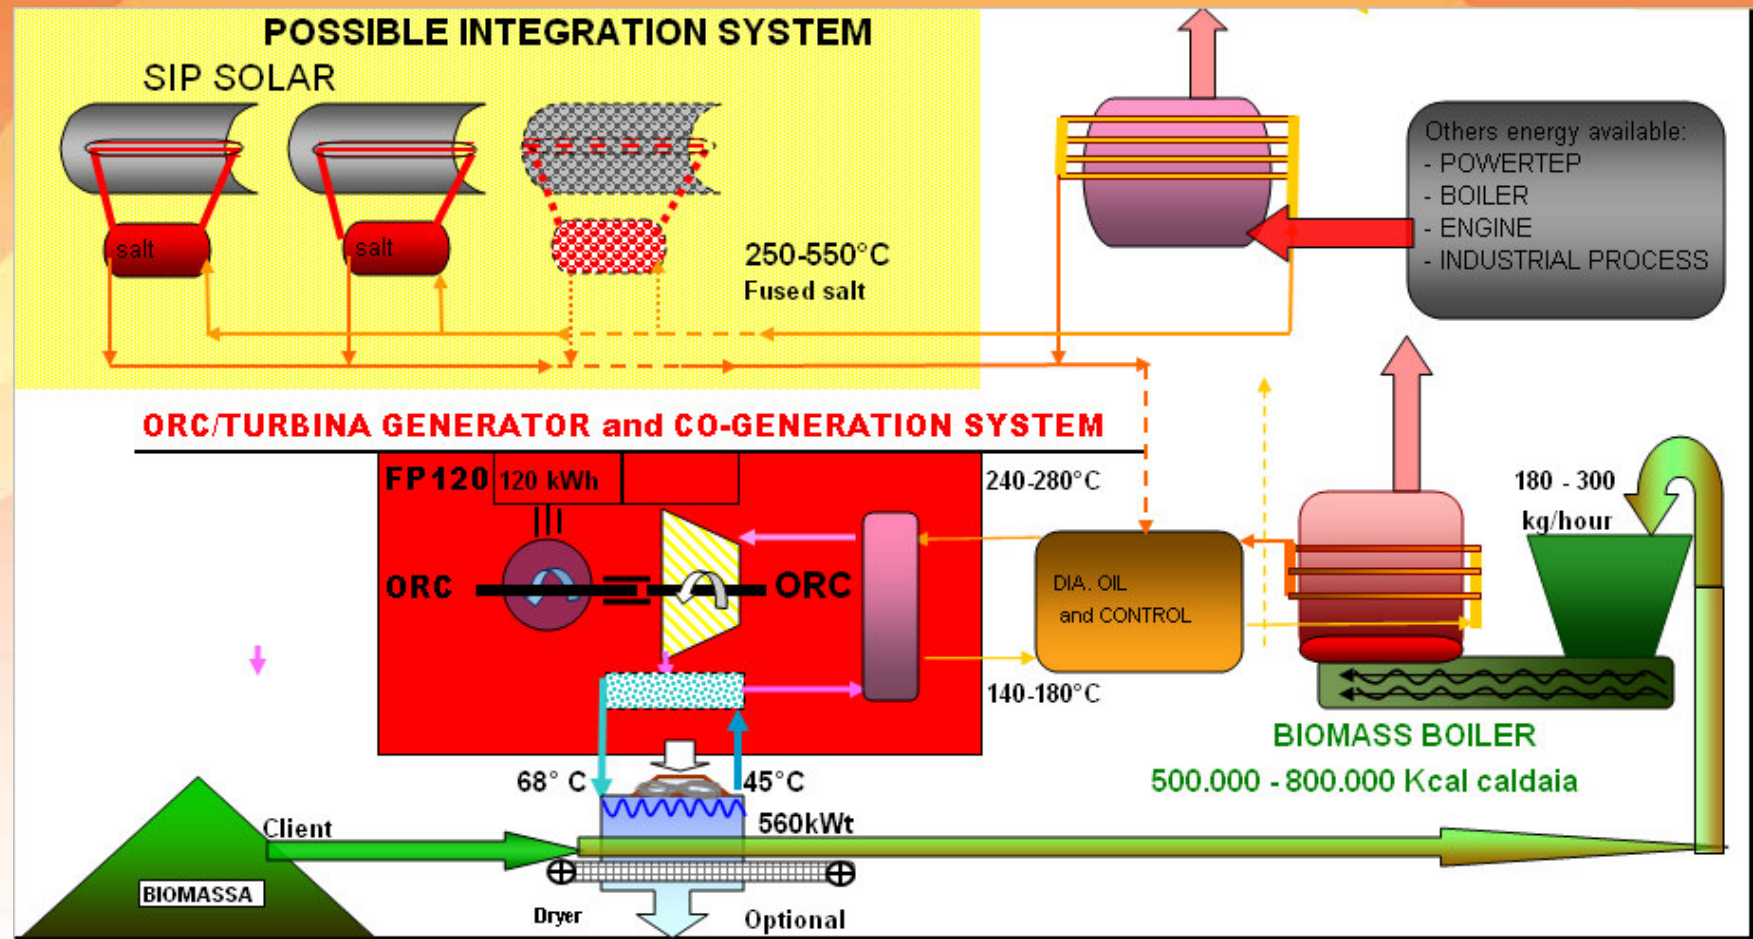 POSSIBLE INTEGRATION SYSTEM
SIP SOLAR
salt
salt
250-550°C
Fused salt
Others energy available:
- POWERTEP
- BOILER
- ENGINE
- INDUSTRIAL PROCESS
ORC/TURBINA GENERATOR and CO-GENERATION SYSTEM
FP120
120 kWh
240-280°C
180 - 300
kg/hour
ORC
ORC
DIA. OIL
and CONTROL
140-180°C
BIOMASS BOILER
500.000 - 800.000 Kcal caldaia
68° C
45°C
560kWt
Client
BIOMASSA
Dryer
Optional